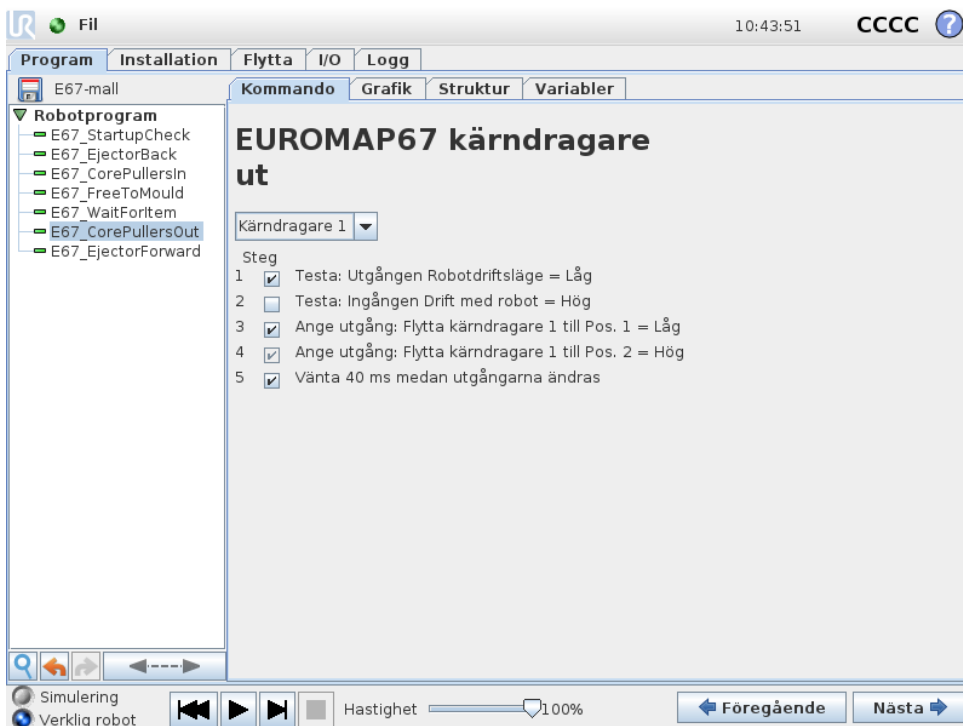 UR Fil 10:43:51 CCCC ?
Program Installation Flytta I/O Logg
E67-mall
Kommando Grafik Struktur Variabler
Robotprogram
E67_StartupCheck
E67_EjectorBack
E67_CorePullersIn
E67_FreeToMould
E67_WaitForItem
E67_CorePullersOut
E67_EjectorForward
EUROMAP67 kärndragare
ut
Kärndragare 1
Steg
1 Testa: Utgången Robotdriftsläge = Låg
2 Testa: Ingången Drift med robot = Hög
3 Ange utgång: Flytta kärndragare 1 till Pos. 1 = Låg
4 Ange utgång: Flytta kärndragare 1 till Pos. 2 = Hög
5 Vänta 40 ms medan utgångarna ändras
Simulering
Verklig robot
Hastighet 100%
Föregående Nästa